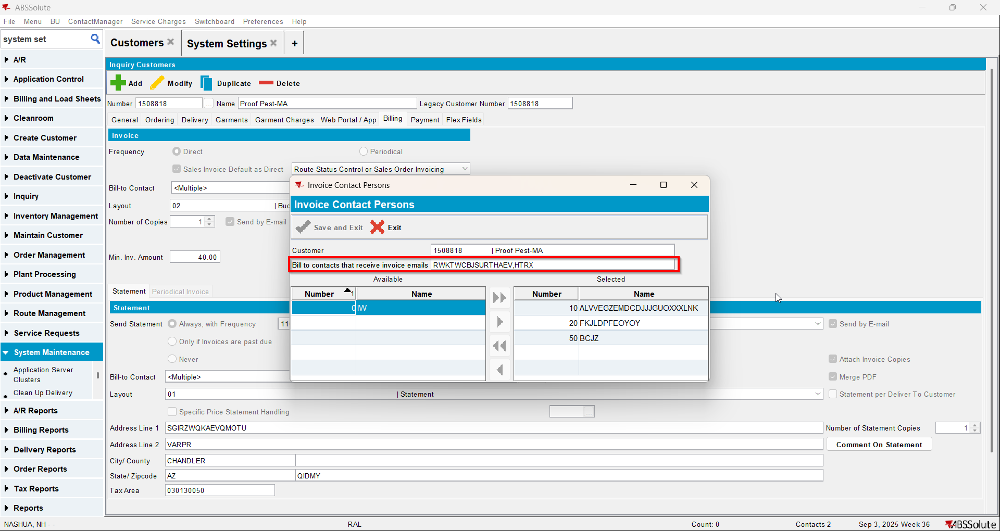 ABSSolute
File Menu BU ContactManager Service Charges Switchboard Preferences Help
system set
Customers System Settings +
Inquiry Customers
Add Modify Duplicate Delete
Number 1508818 ... Name Proof Pest-MA Legacy Customer Number 1508818
General Ordering Delivery Garments Garment Charges Web Portal / App Billing Payment Flex Fields
Invoice
Frequency Direct Periodical
Sales Invoice Default as Direct Route Status Control or Sales Order Invoicing
Bill-to Contact <Multiple>
Layout 02 | Buc
Number of Copies 1 Send by E-mail
Min. Inv. Amount 40.00
Invoice Contact Persons
Invoice Contact Persons
Save and Exit Exit
Customer 1508818 | Proof Pest-MA
Bill to contacts that receive invoice emails RWKTWCBJSURTHAEV,HTRX
Available Selected
Number 1 Name Number Name
0 IW 10 ALVVEGZEMDCDJJJGUOXXXLNK
20 FKJLDPFEOYOY
50 BCJZ
Statement Periodical Invoice
Statement
Send Statement Always, with Frequency 11 Send by E-mail
Only if Invoices are past due
Never Attach Invoice Copies
Bill-to Contact <Multiple> Merge PDF
Layout 01 | Statement Statement per Deliver To Customer
Specific Price Statement Handling ...
Address Line 1 SGIRZWQKAEVQMOTU Number of Statement Copies 1
Address Line 2 VARPR Comment On Statement
City/ County CHANDLER
State/ Zipcode AZ QIDMY
Tax Area 030130050
A/R
Application Control
Billing and Load Sheets
Cleanroom
Create Customer
Data Maintenance
Deactivate Customer
Inquiry
Inventory Management
Maintain Customer
Order Management
Plant Processing
Product Management
Route Management
Service Requests
System Maintenance
Application Server
Clusters
Clean Up Delivery
A/R Reports
Billing Reports
Delivery Reports
Order Reports
Tax Reports
Reports
NASHUA, NH - - RAL Count: 0 Contacts 2 Sep 3, 2025 Week 36 ABSSolute